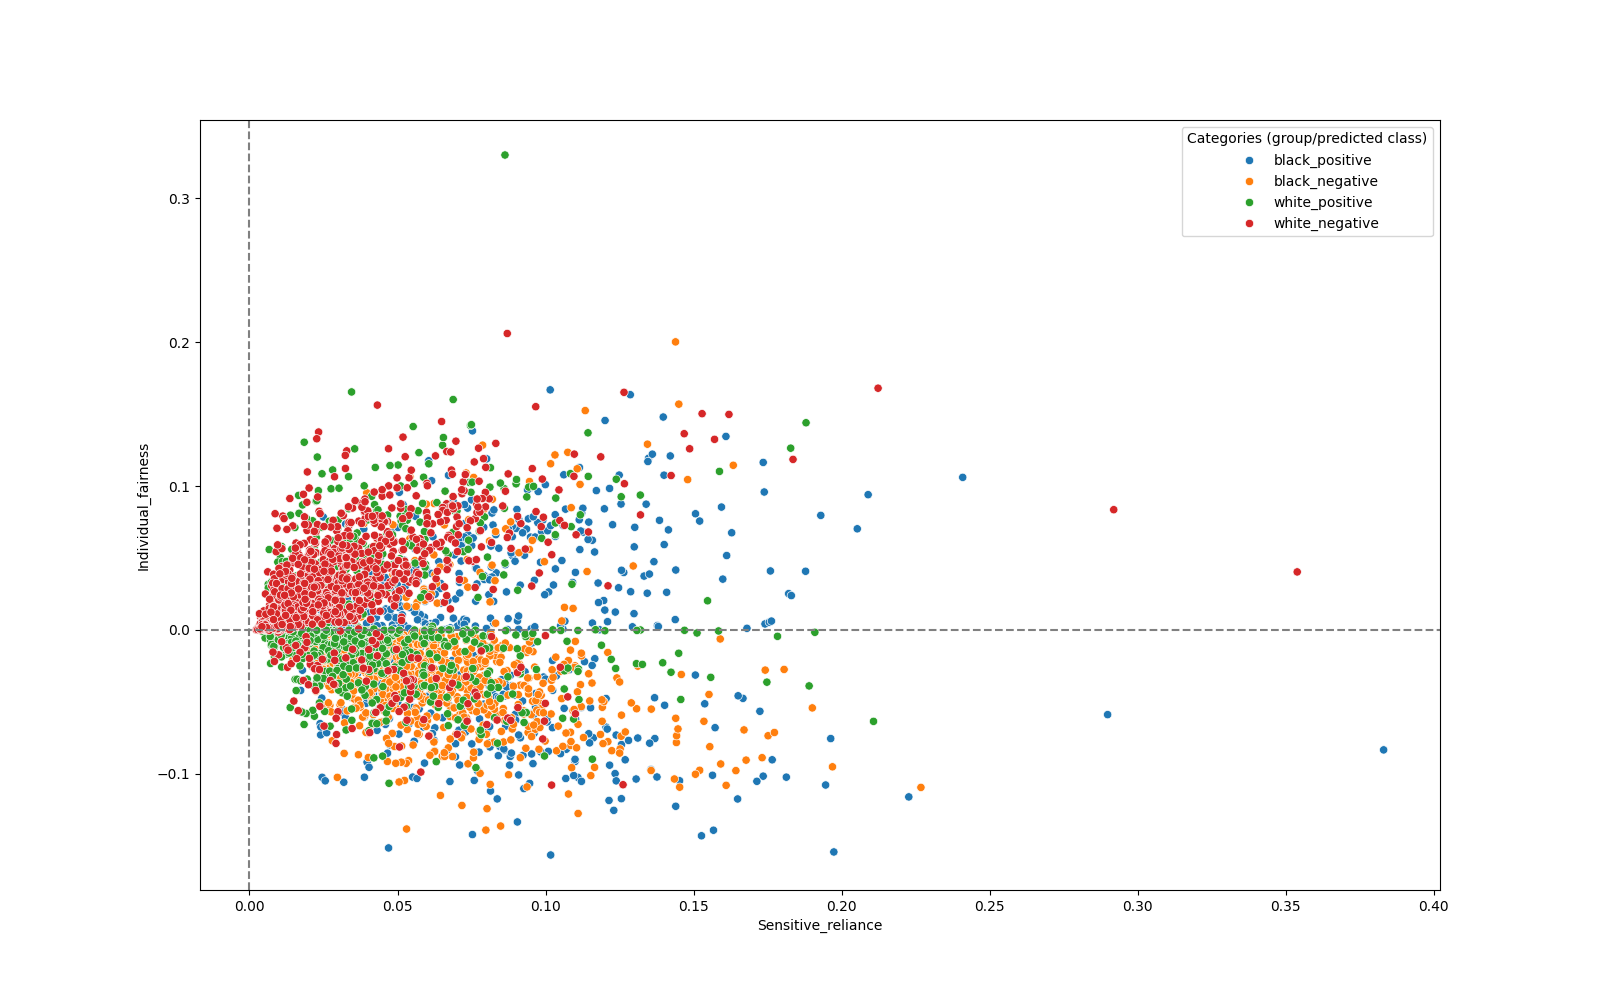 Categories (group/predicted class)
black_positive
black_negative
white_positive
white_negative
Individual_fairness
0.3
0.2
0.1
0.0
−0.1
0.00 0.05 0.10 0.15 0.20 0.25 0.30 0.35 0.40
Sensitive_reliance